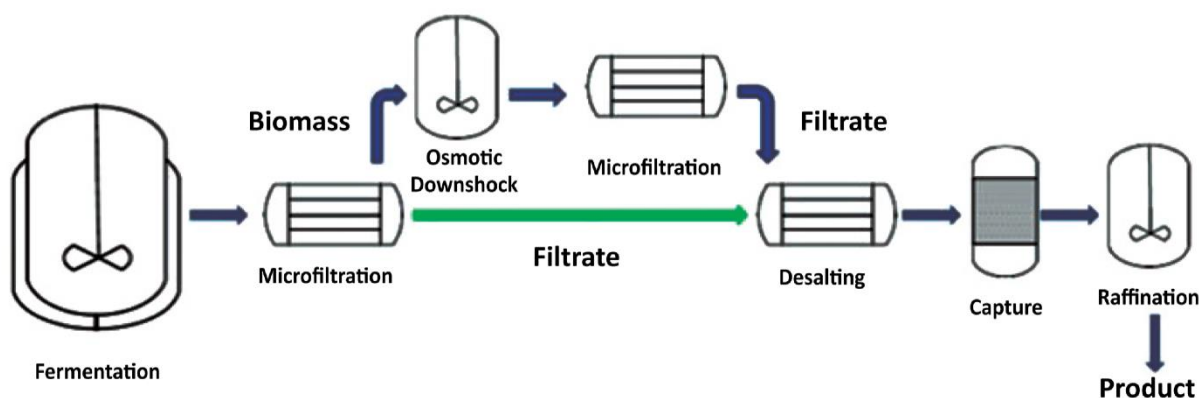 Biomass
Osmotic
Downshock
Microfiltration
Filtrate
Fermentation
Microfiltration
Filtrate
Desalting
Capture
Raffination
Product